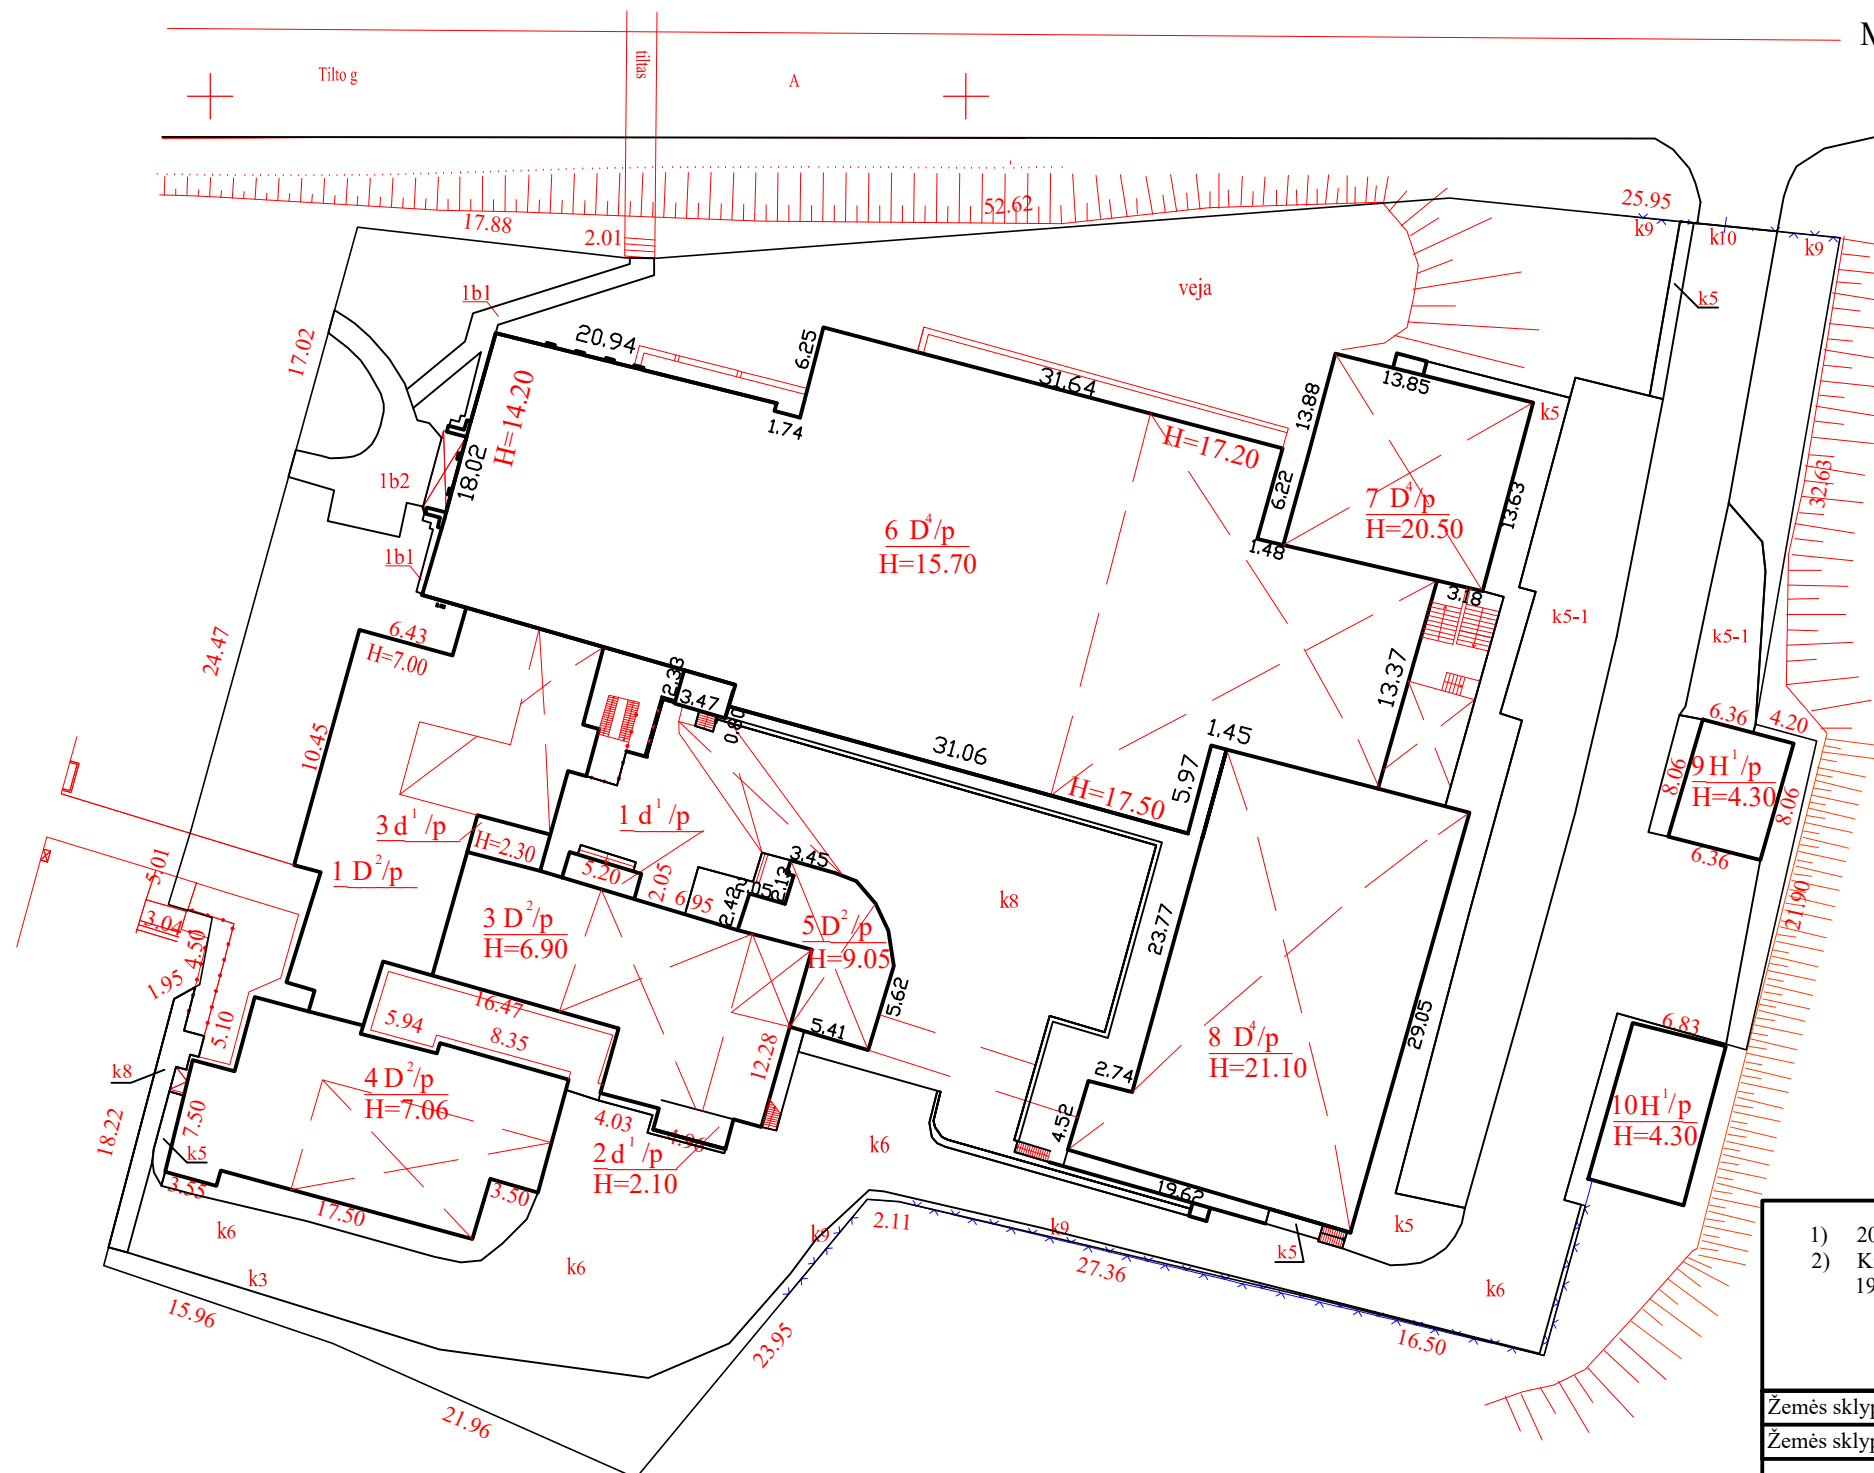 M
Tilto g
tiltas
A
25.95
k9
k10
k9
17.88
52.62
2.01
veja
1b1
k5
17.02
20.94
6.25
31.64
13.88
13.85
k5
H=14.20
1.74
H=17.20
18.02
1b2
6.22
7 D4/p
H=20.50
13.63
32.63
6 D4/p
H=15.70
1.48
1b1
3.18
k5-1
k5-1
6.43
H=7.00
24.47
2.33
3.47
0.80
13.37
10.45
31.06
1.45
5.97
6.36
4.20
9 H1/p
H=4.30
8.06
8.06
6.36
H=17.50
3 d1/p
1 d1/p
H=2.30
1 D2/p
5.20
2.05
6.95
3.45
2.05
2.13
2.42
5.01
3.04
4.50
1.95
3 D2/p
H=6.90
5 D2/p
H=9.05
k8
23.77
21.90
5.62
5.41
16.47
5.94
8.35
12.28
5.10
29.05
6.83
8 D4/p
H=21.10
2.74
4.52
k8
4 D2/p
H=7.06
7.50
18.22
k5
4.03
4.96
2 d1/p
H=2.10
k6
10H1/p
H=4.30
3.55
17.50
3.50
19.62
k6
k9
2.11
k9
k5
k5
1) 20
2) K
19
k3
k6
27.36
k6
15.96
23.95
16.50
21.96
Žemės sklyp
Žemės sklyp